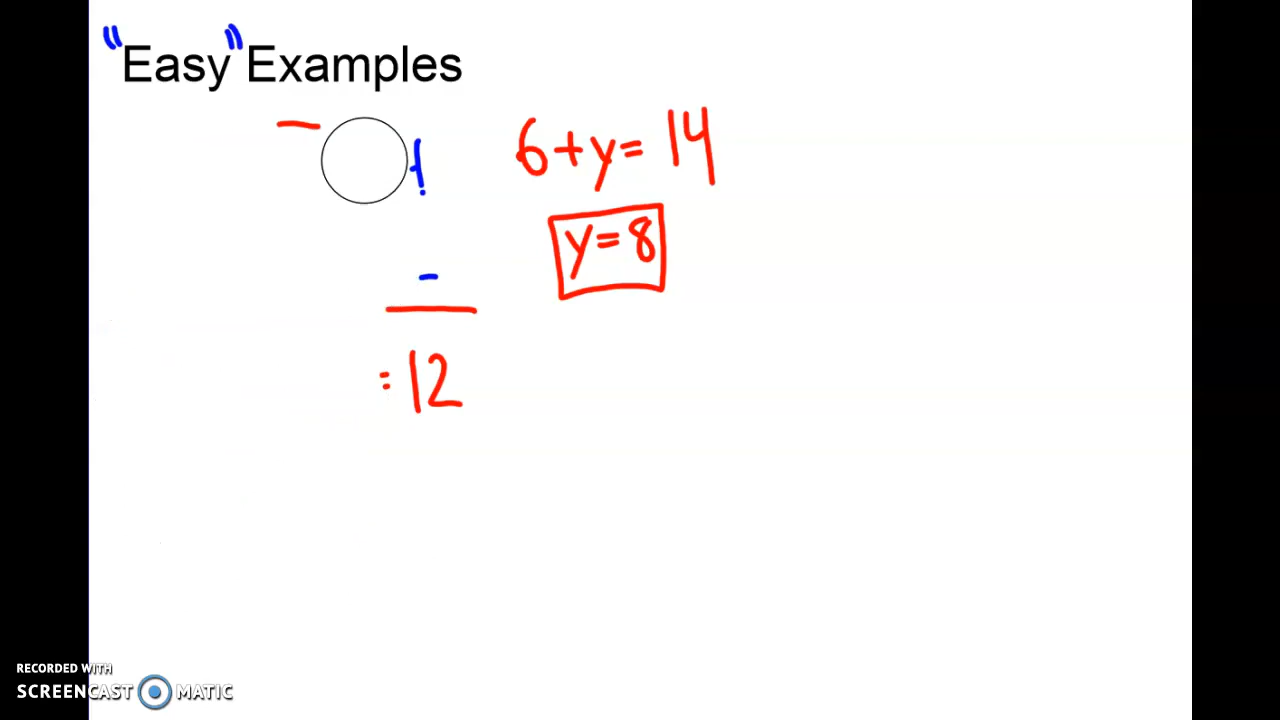 "Easy" Examples
6+y=14
y=8
=12
RECORDED WITH
SCREENCAST MATIC